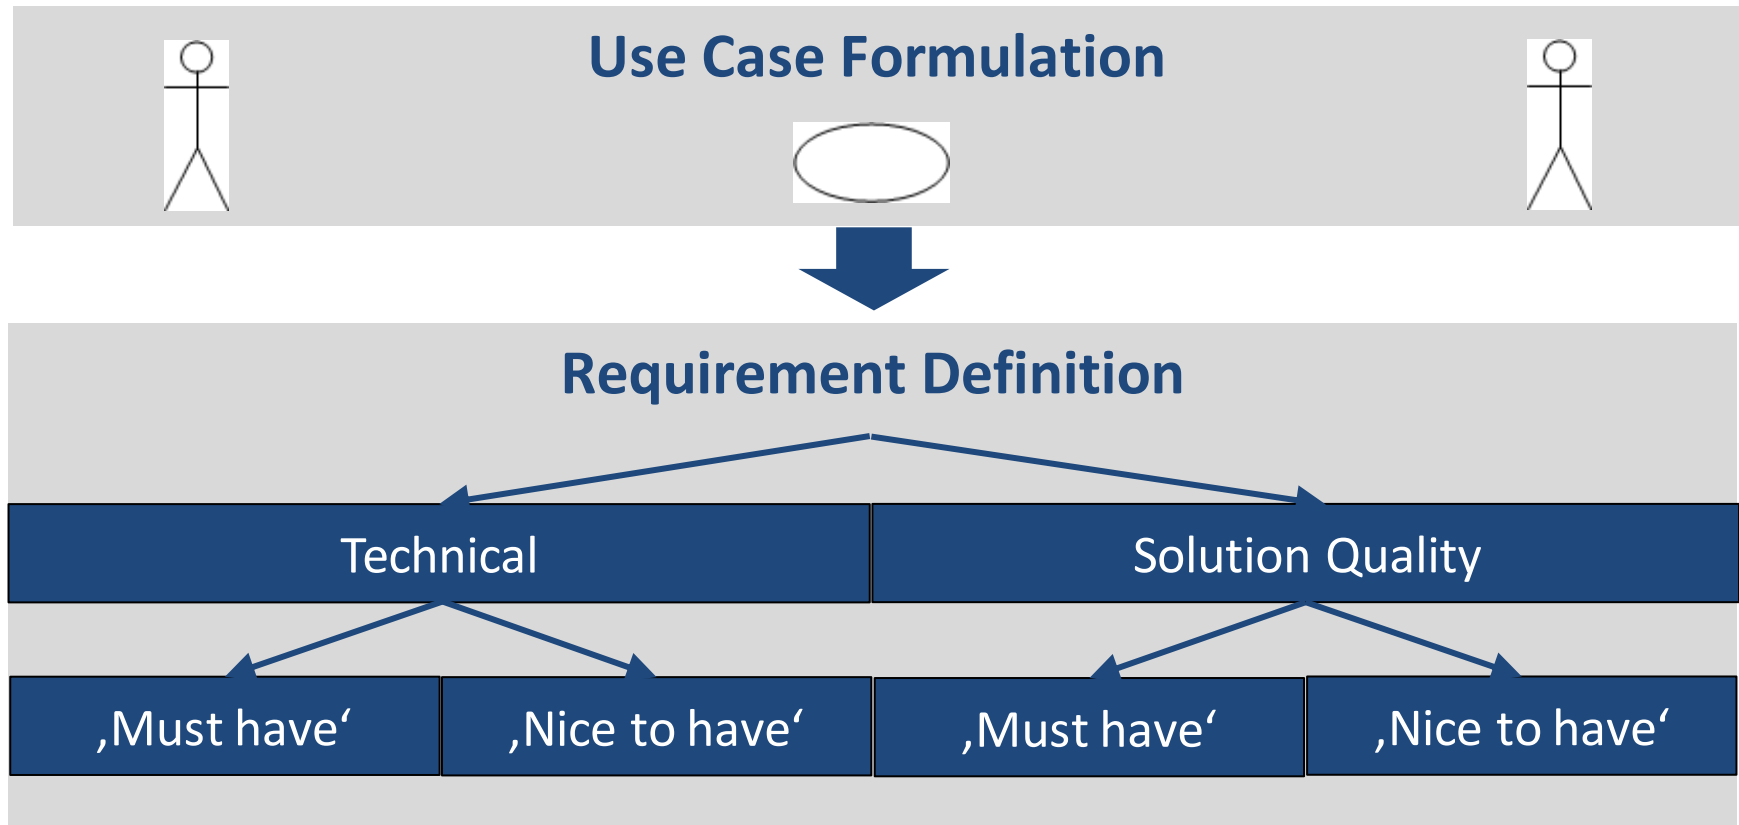 Use Case Formulation
Requirement Definition
Technical
Solution Quality
‚Must have‘
‚Nice to have‘
‚Must have‘
‚Nice to have‘